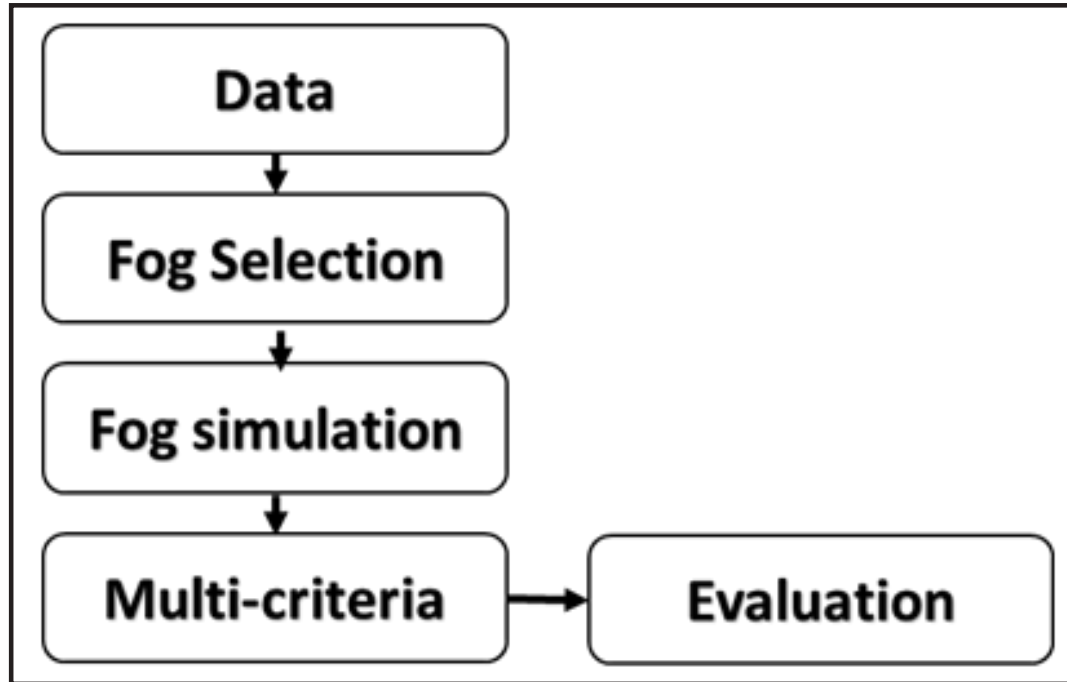 Data
Fog Selection
Fog simulation
Multi-criteria
Evaluation